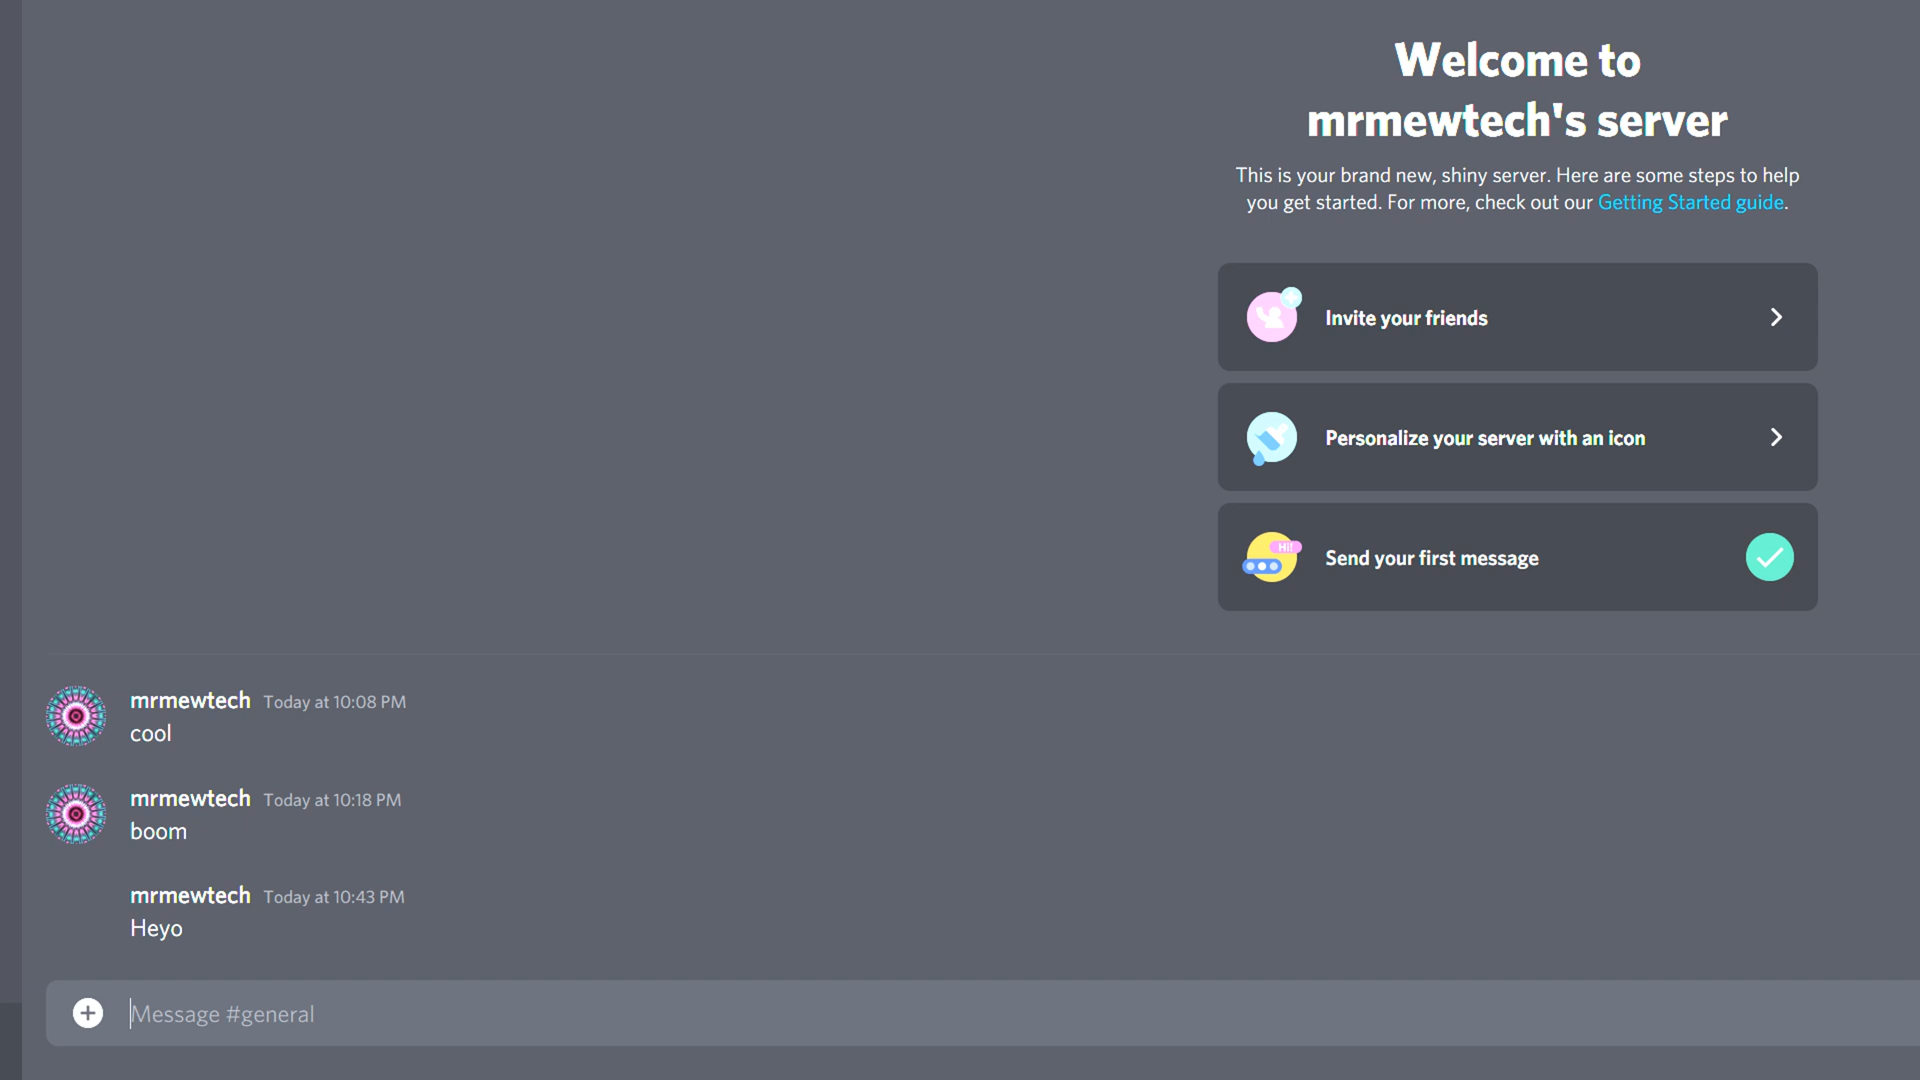 Welcome to
mrmewtech's server
This is your brand new, shiny server. Here are some steps to help
you get started. For more, check out our Getting Started guide.
Invite your friends
Personalize your server with an icon
Hi!
Send your first message
mrmewtech Today at 10:08 PM
cool
mrmewtech Today at 10:18 PM
boom
mrmewtech Today at 10:43 PM
Heyo
Message #general